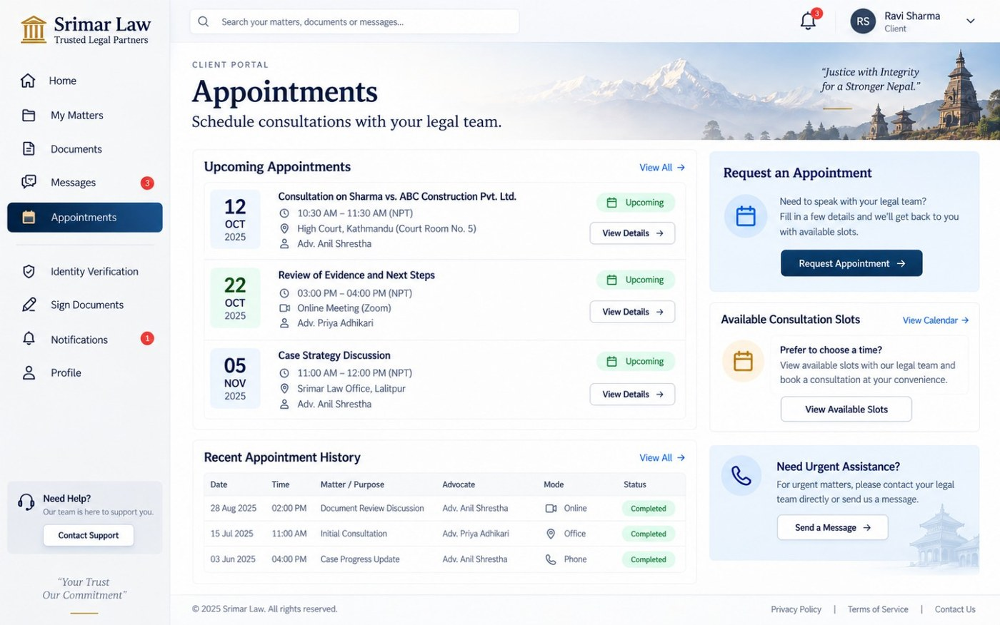 Srimar Law
Trusted Legal Partners
Home
My Matters
Documents
Messages
3
Appointments
Identity Verification
Sign Documents
Notifications
1
Profile
Need Help?
Our team is here to support you.
Contact Support
“Your Trust
Our Commitment”
Search your matters, documents or messages...
3
RS
Ravi Sharma
Client
CLIENT PORTAL
Appointments
Schedule consultations with your legal team.
“Justice with Integrity
for a Stronger Nepal.”
Upcoming Appointments
View All →
12
OCT
2025
Consultation on Sharma vs. ABC Construction Pvt. Ltd.
10:30 AM – 11:30 AM (NPT)
High Court, Kathmandu (Court Room No. 5)
Adv. Anil Shrestha
Upcoming
View Details →
22
OCT
2025
Review of Evidence and Next Steps
03:00 PM – 04:00 PM (NPT)
Online Meeting (Zoom)
Adv. Priya Adhikari
Upcoming
View Details →
05
NOV
2025
Case Strategy Discussion
11:00 AM – 12:00 PM (NPT)
Srimar Law Office, Lalitpur
Adv. Anil Shrestha
Upcoming
View Details →
Recent Appointment History
View All →
Date Time Matter / Purpose Advocate Mode Status
28 Aug 2025 02:00 PM Document Review Discussion Adv. Anil Shrestha Online Completed
15 Jul 2025 11:00 AM Initial Consultation Adv. Priya Adhikari Office Completed
03 Jun 2025 04:00 PM Case Progress Update Adv. Anil Shrestha Phone Completed
Request an Appointment
Need to speak with your legal team?
Fill in a few details and we’ll get back to you
with available slots.
Request Appointment →
Available Consultation Slots
View Calendar →
Prefer to choose a time?
View available slots with our legal team and
book a consultation at your convenience.
View Available Slots
Need Urgent Assistance?
For urgent matters, please contact your legal
team directly or send us a message.
Send a Message →
© 2025 Srimar Law. All rights reserved.
Privacy Policy | Terms of Service | Contact Us